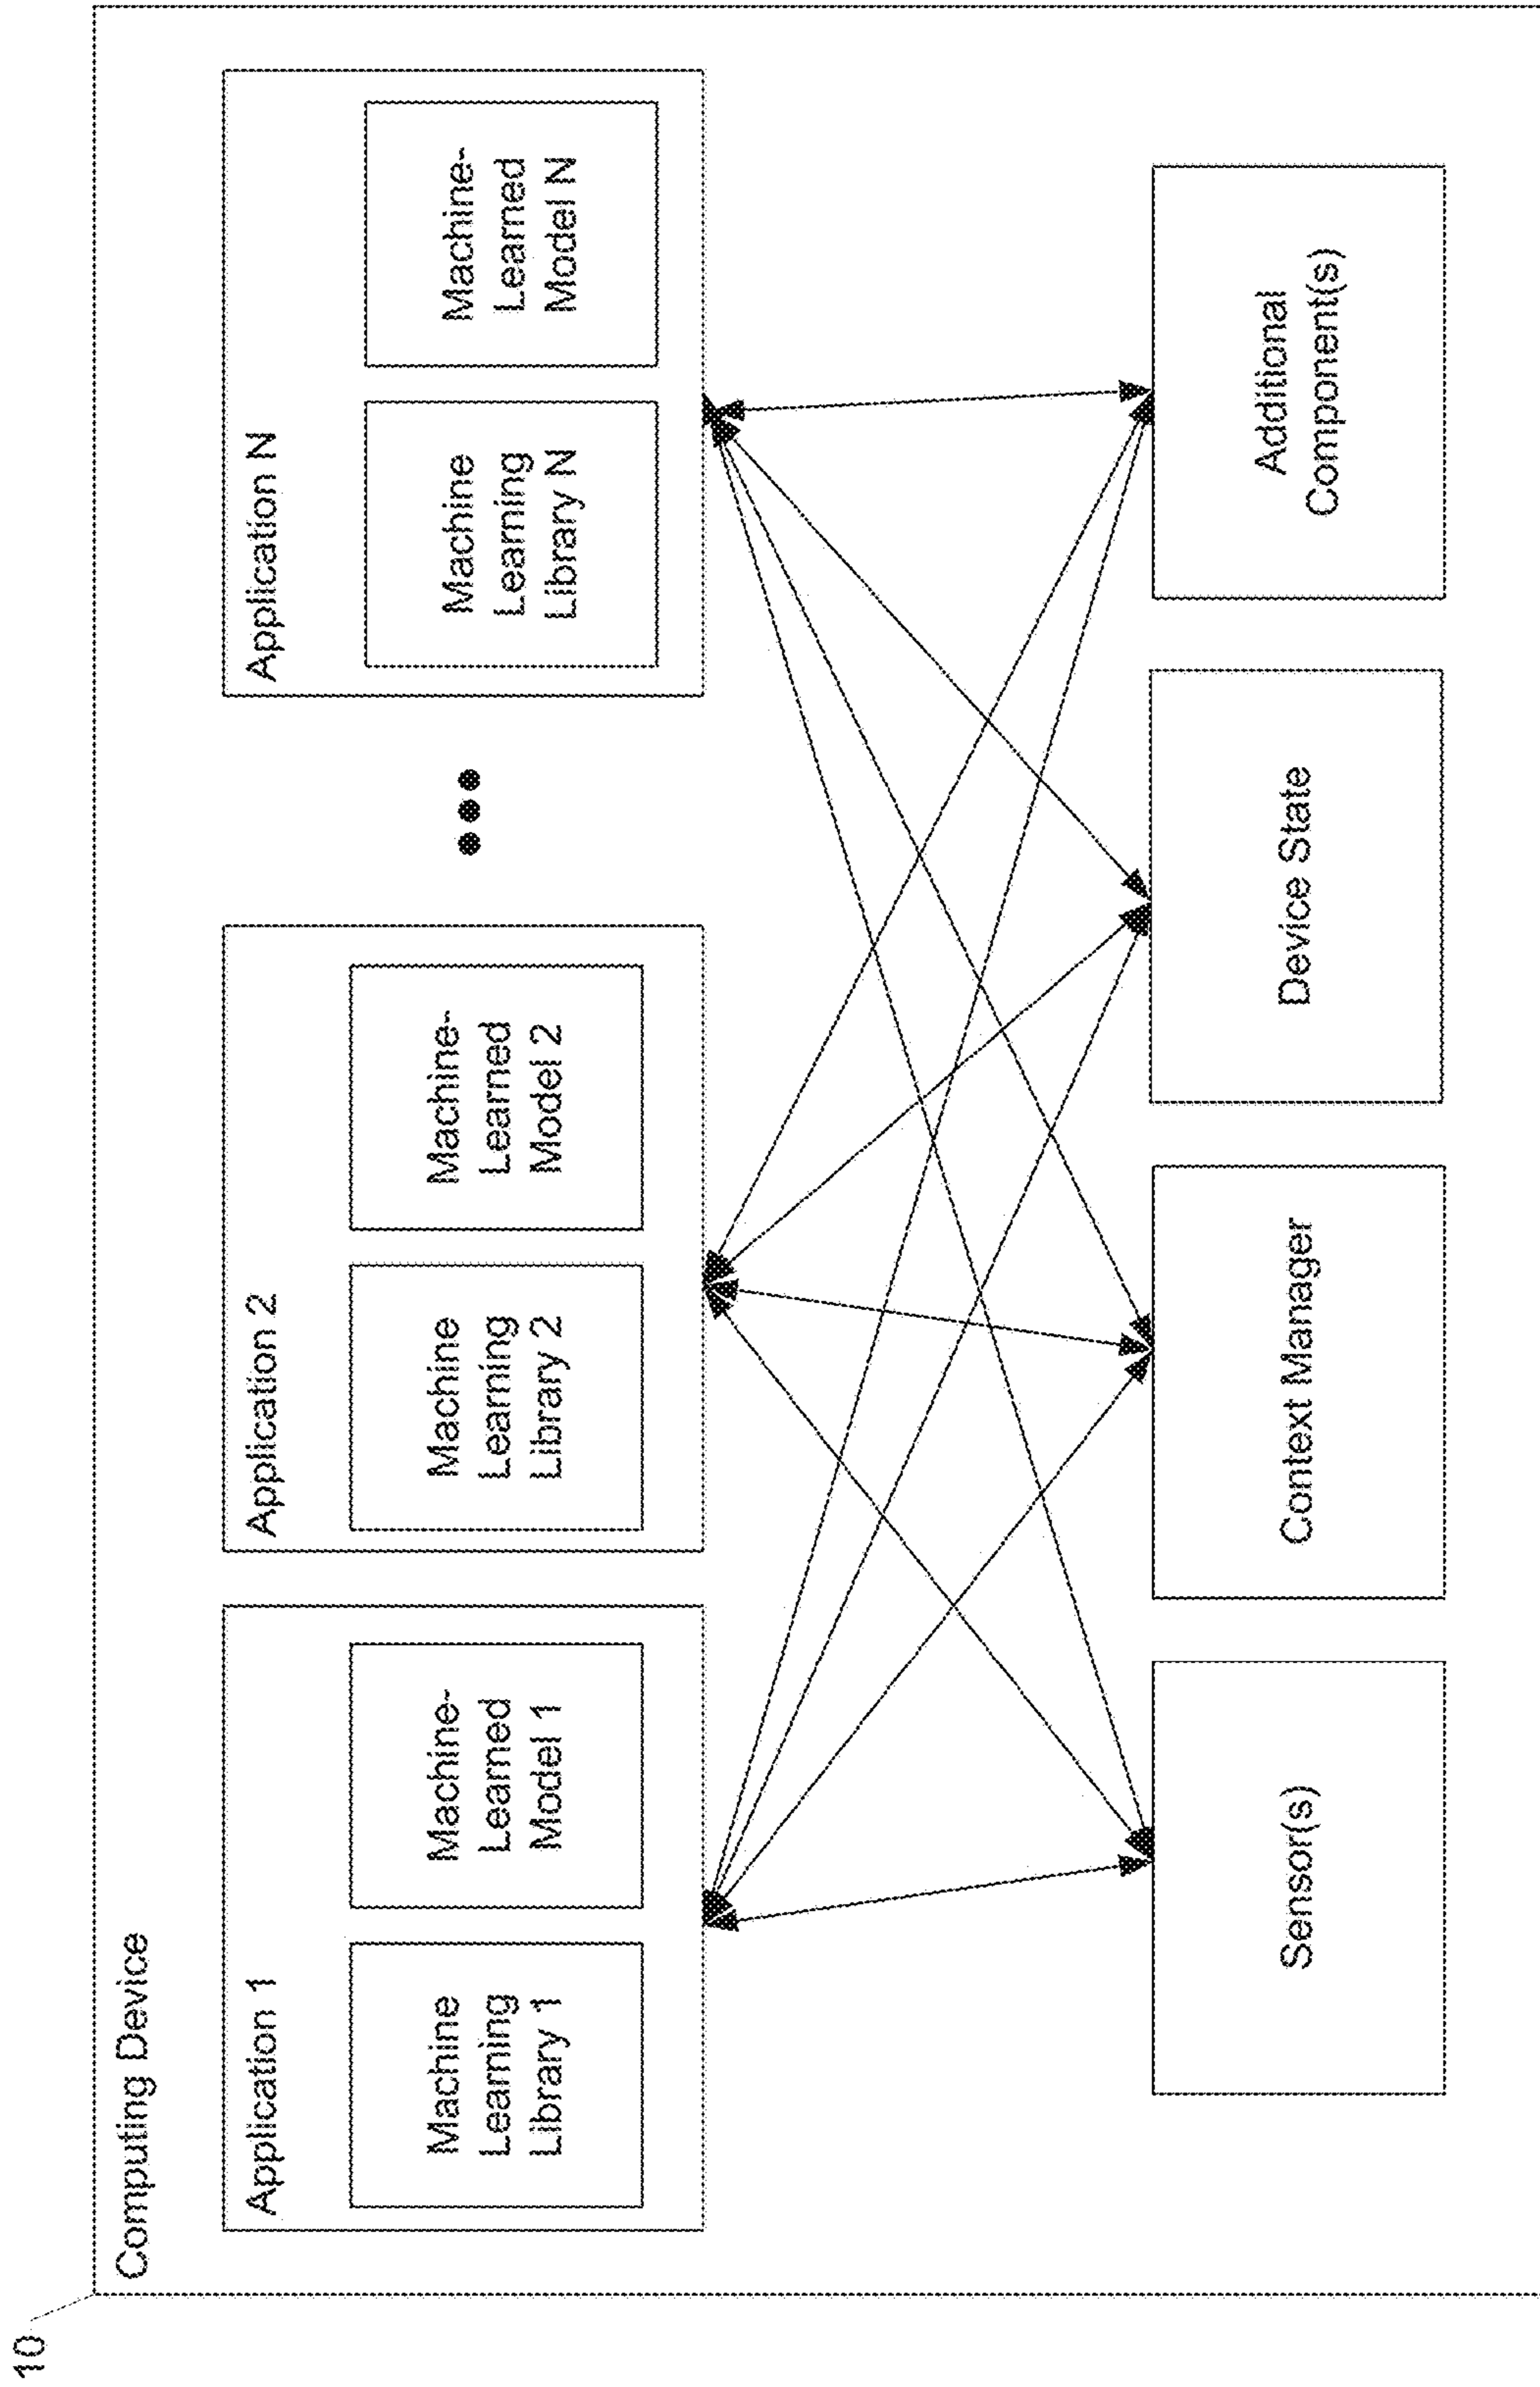 10
Computing Device
Application 1
Machine
Learning
Library 1
Machine-
Learned
Model 1
Application 2
Machine
Learning
Library 2
Machine-
Learned
Model 2
Application N
Machine
Learning
Library N
Machine-
Learned
Model N
Sensor(s)
Context Manager
Device State
Additional
Component(s)